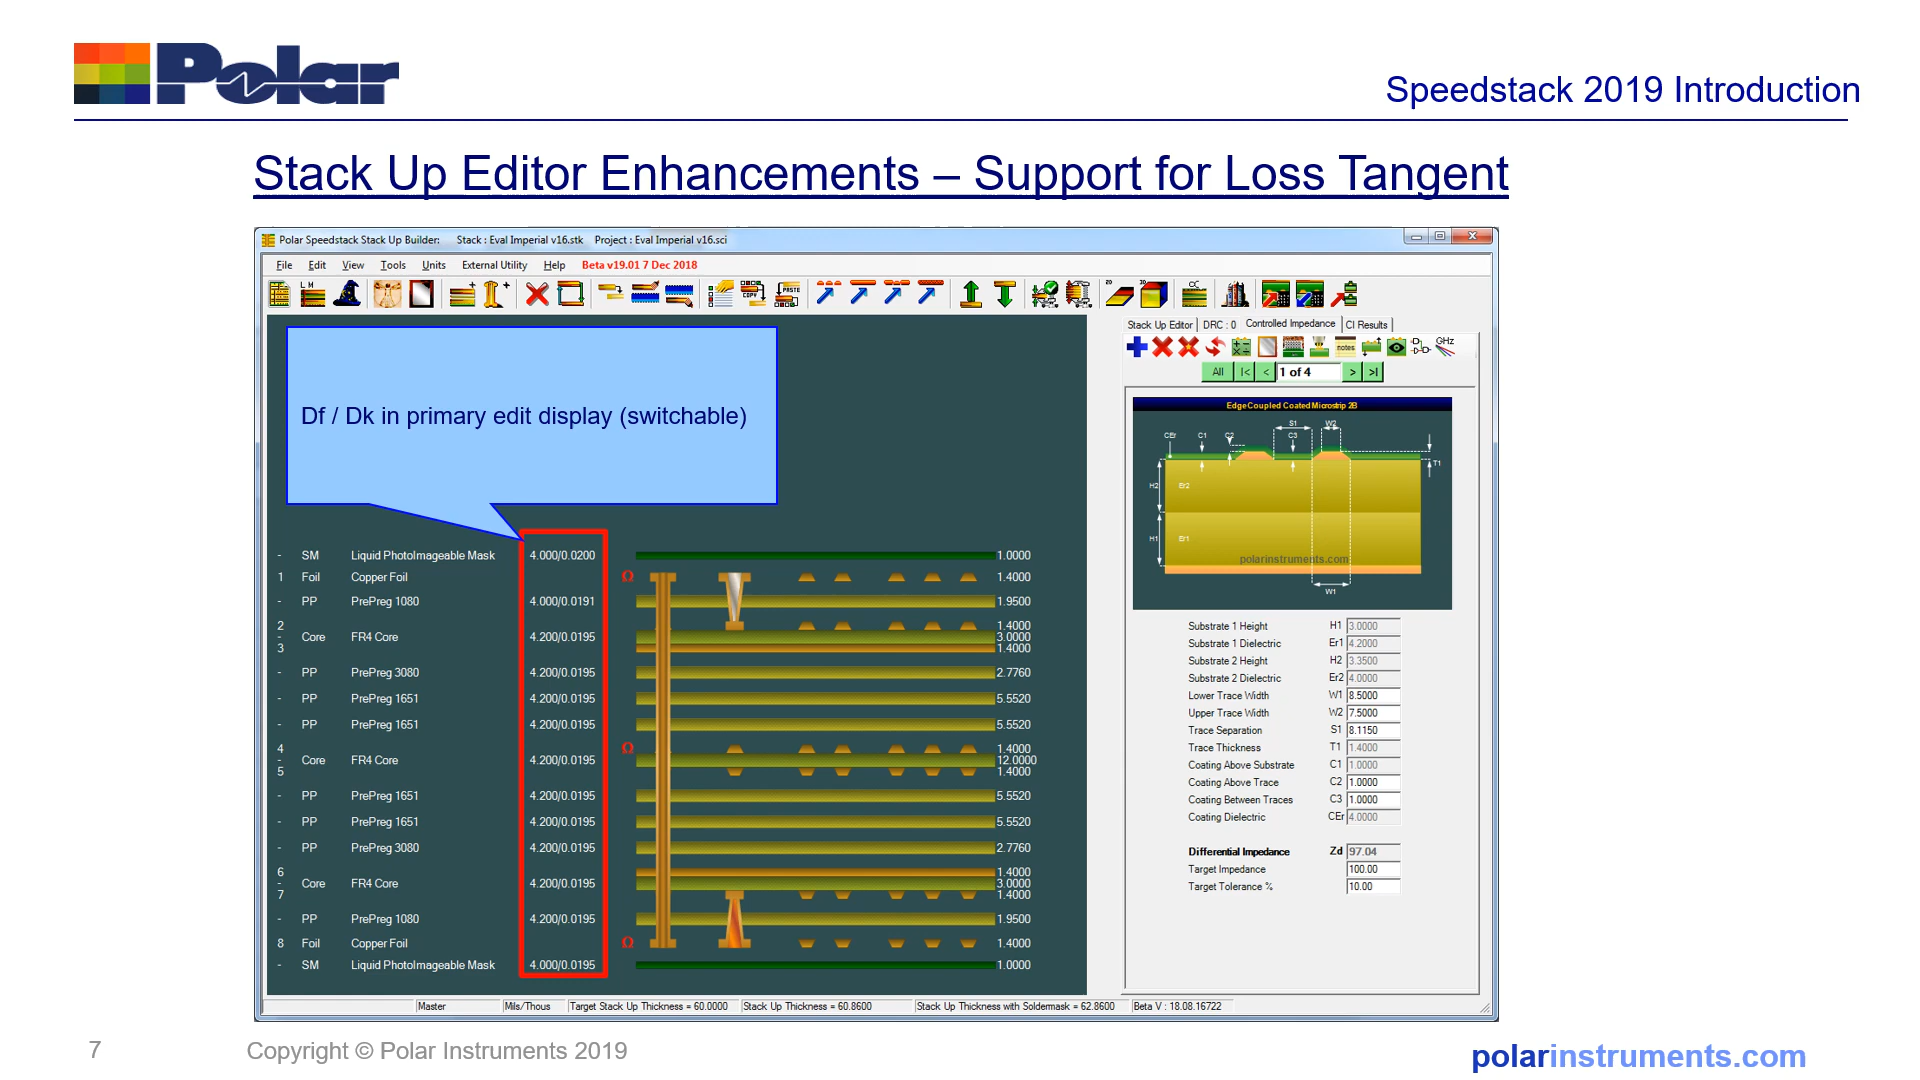 Polar
Speedstack 2019 Introduction
Stack Up Editor Enhancements – Support for Loss Tangent
Polar Speedstack Stack Up Builder: Stack : Eval Imperial v16.stk Project : Eval Imperial v16.sci
File Edit View Tools Units External Utility Help Beta v19.01 7 Dec 2018
Stack Up Editor DRC : 0 Controlled Impedance CI Results
All |< < 1 of 4 > >|
Df / Dk in primary edit display (switchable)
- SM Liquid PhotoImageable Mask 4.000/0.0200 1.0000
1 Foil Copper Foil Ω 1.4000
- PP PrePreg 1080 4.000/0.0191 1.9500
2 1.4000
- Core FR4 Core 4.200/0.0195 3.0000
3 1.4000
- PP PrePreg 3080 4.200/0.0195 2.7760
- PP PrePreg 1651 4.200/0.0195 5.5520
- PP PrePreg 1651 4.200/0.0195 5.5520
4 Ω 1.4000
- Core FR4 Core 4.200/0.0195 12.0000
5 1.4000
- PP PrePreg 1651 4.200/0.0195 5.5520
- PP PrePreg 1651 4.200/0.0195 5.5520
- PP PrePreg 3080 4.200/0.0195 2.7760
6 1.4000
- Core FR4 Core 4.200/0.0195 3.0000
7 1.4000
- PP PrePreg 1080 4.200/0.0195 1.9500
8 Foil Copper Foil Ω 1.4000
- SM Liquid PhotoImageable Mask 4.000/0.0195 1.0000
notes GHz
Edge Coupled Coated Microstrip 2B
S1 W2
CEr C1 C2 C3
T1
H2 Er2
H1 Er1
polarinstruments.com
W1
Substrate 1 Height H1 3.0000
Substrate 1 Dielectric Er1 4.2000
Substrate 2 Height H2 3.3500
Substrate 2 Dielectric Er2 4.0000
Lower Trace Width W1 8.5000
Upper Trace Width W2 7.5000
Trace Separation S1 8.1150
Trace Thickness T1 1.4000
Coating Above Substrate C1 1.0000
Coating Above Trace C2 1.0000
Coating Between Traces C3 1.0000
Coating Dielectric CEr 4.0000
Differential Impedance Zd 97.04
Target Impedance 100.00
Target Tolerance % 10.00
Master Mils/Thous Target Stack Up Thickness = 60.0000 Stack Up Thickness = 60.8600 Stack Up Thickness with Soldermask = 62.8600 Beta V : 18.08.16722
7 Copyright © Polar Instruments 2019
polarinstruments.com